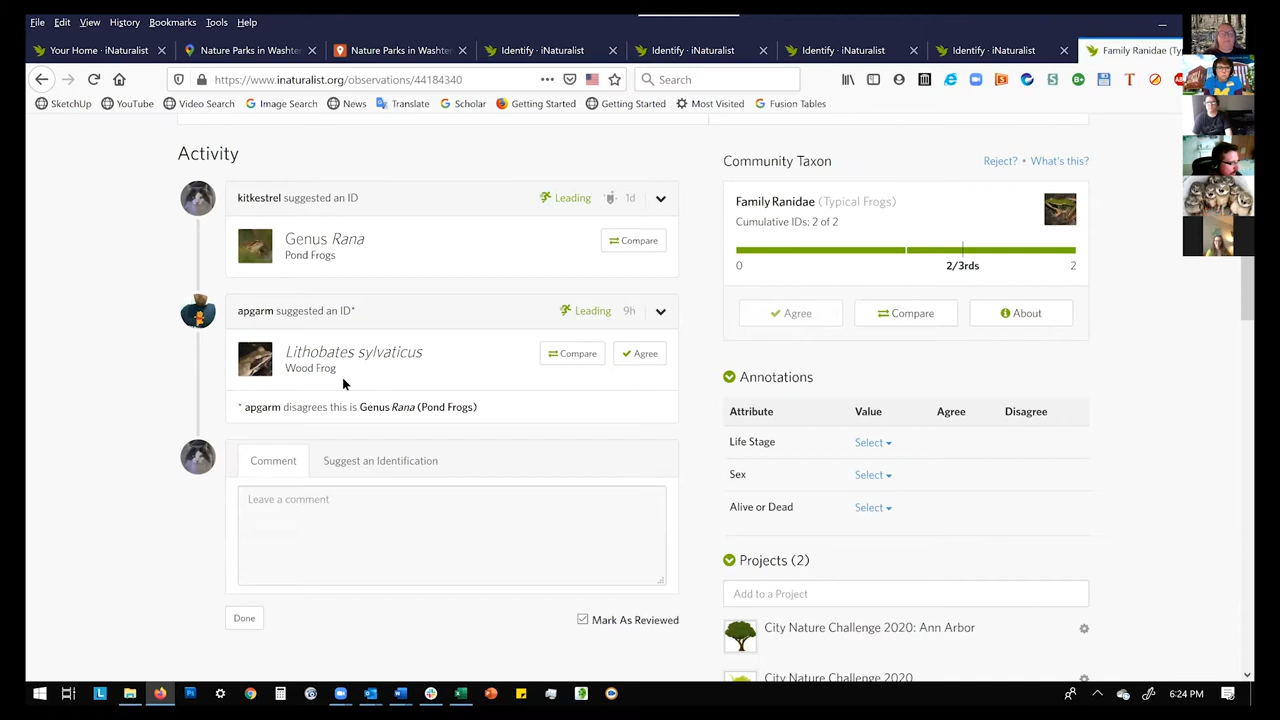 File Edit View History Bookmarks Tools Help
Your Home · iNaturalist Nature Parks in Washte Nature Parks in Washter Identify · iNaturalist Identify · iNaturalist Identify · iNaturalist Identify · iNaturalist Family Ranidae (Ty
https://www.inaturalist.org/observations/44184340 Search
SketchUp YouTube Video Search Image Search News Translate Scholar Getting Started Getting Started Most Visited Fusion Tables
Activity
kitkestrel suggested an ID Leading 1d
Genus Rana
Pond Frogs
Compare
apgarm suggested an ID* Leading 9h
Lithobates sylvaticus
Wood Frog
Compare Agree
* apgarm disagrees this is Genus Rana (Pond Frogs)
Comment Suggest an Identification
Leave a comment
Done Mark As Reviewed
Community Taxon Reject? • What's this?
Family Ranidae (Typical Frogs)
Cumulative IDs: 2 of 2
0 2/3rds 2
Agree Compare About
Annotations
Attribute Value Agree Disagree
Life Stage Select
Sex Select
Alive or Dead Select
Projects (2)
Add to a Project
City Nature Challenge 2020: Ann Arbor
City Nature Challenge 2020
6:24 PM